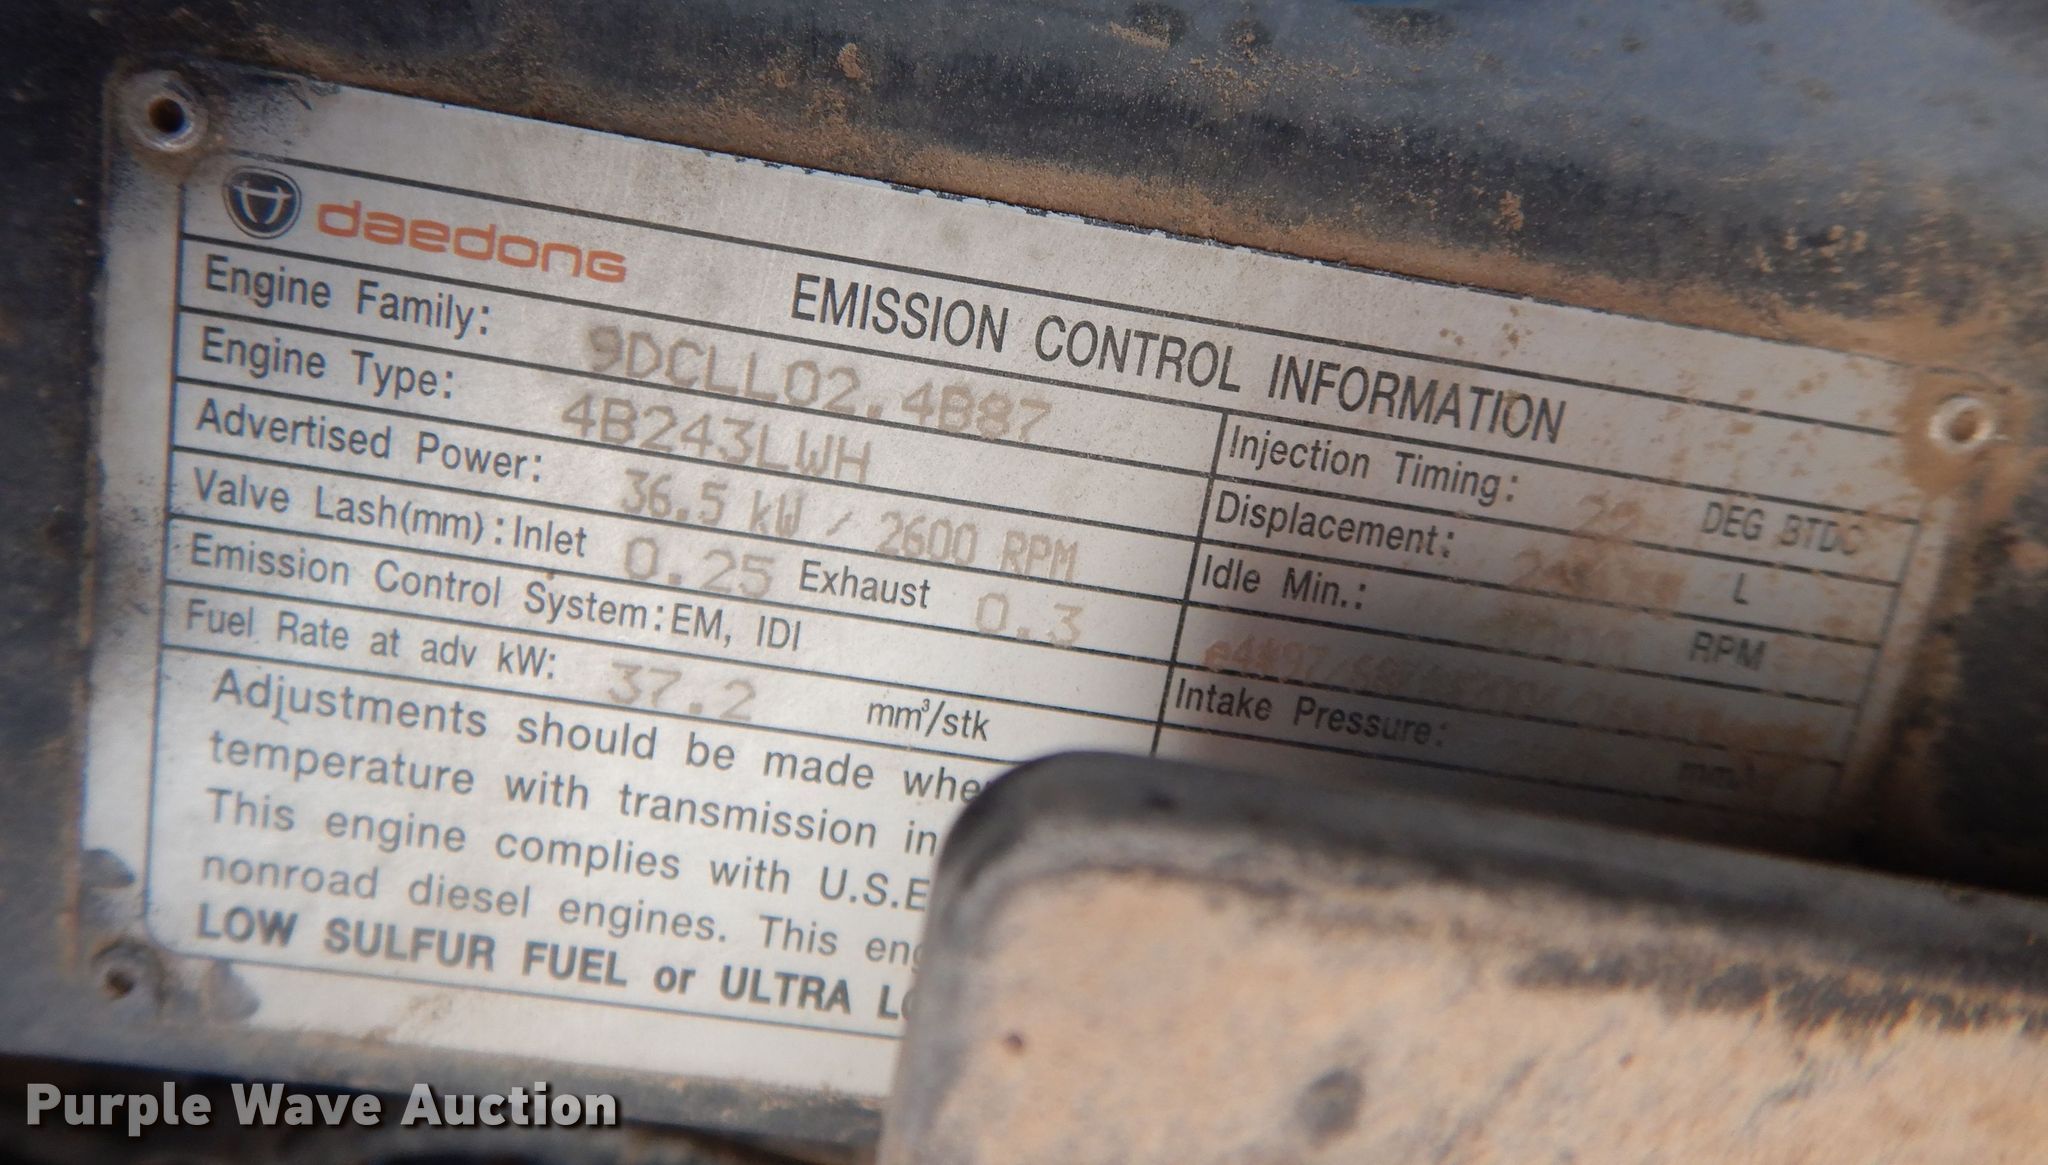 daedong
EMISSION CONTROL INFORMATION
Engine Family: 9DCLL02.4B87
Injection Timing: 22 DEG BTDC
Engine Type: 4B243LWH
Displacement: L
Advertised Power: 36.5 kW / 2600 RPM
Idle Min.: RPM
Valve Lash(mm): Inlet 0.25 Exhaust 0.3
Emission Control System: EM, IDI
Intake Pressure:
Fuel Rate at adv kW: 37.2 mm³/stk
Adjustments should be made
temperature with transmission in
This engine complies with
nonroad diesel engines. This
LOW SULFUR FUEL or ULTRA
Purple Wave Auction